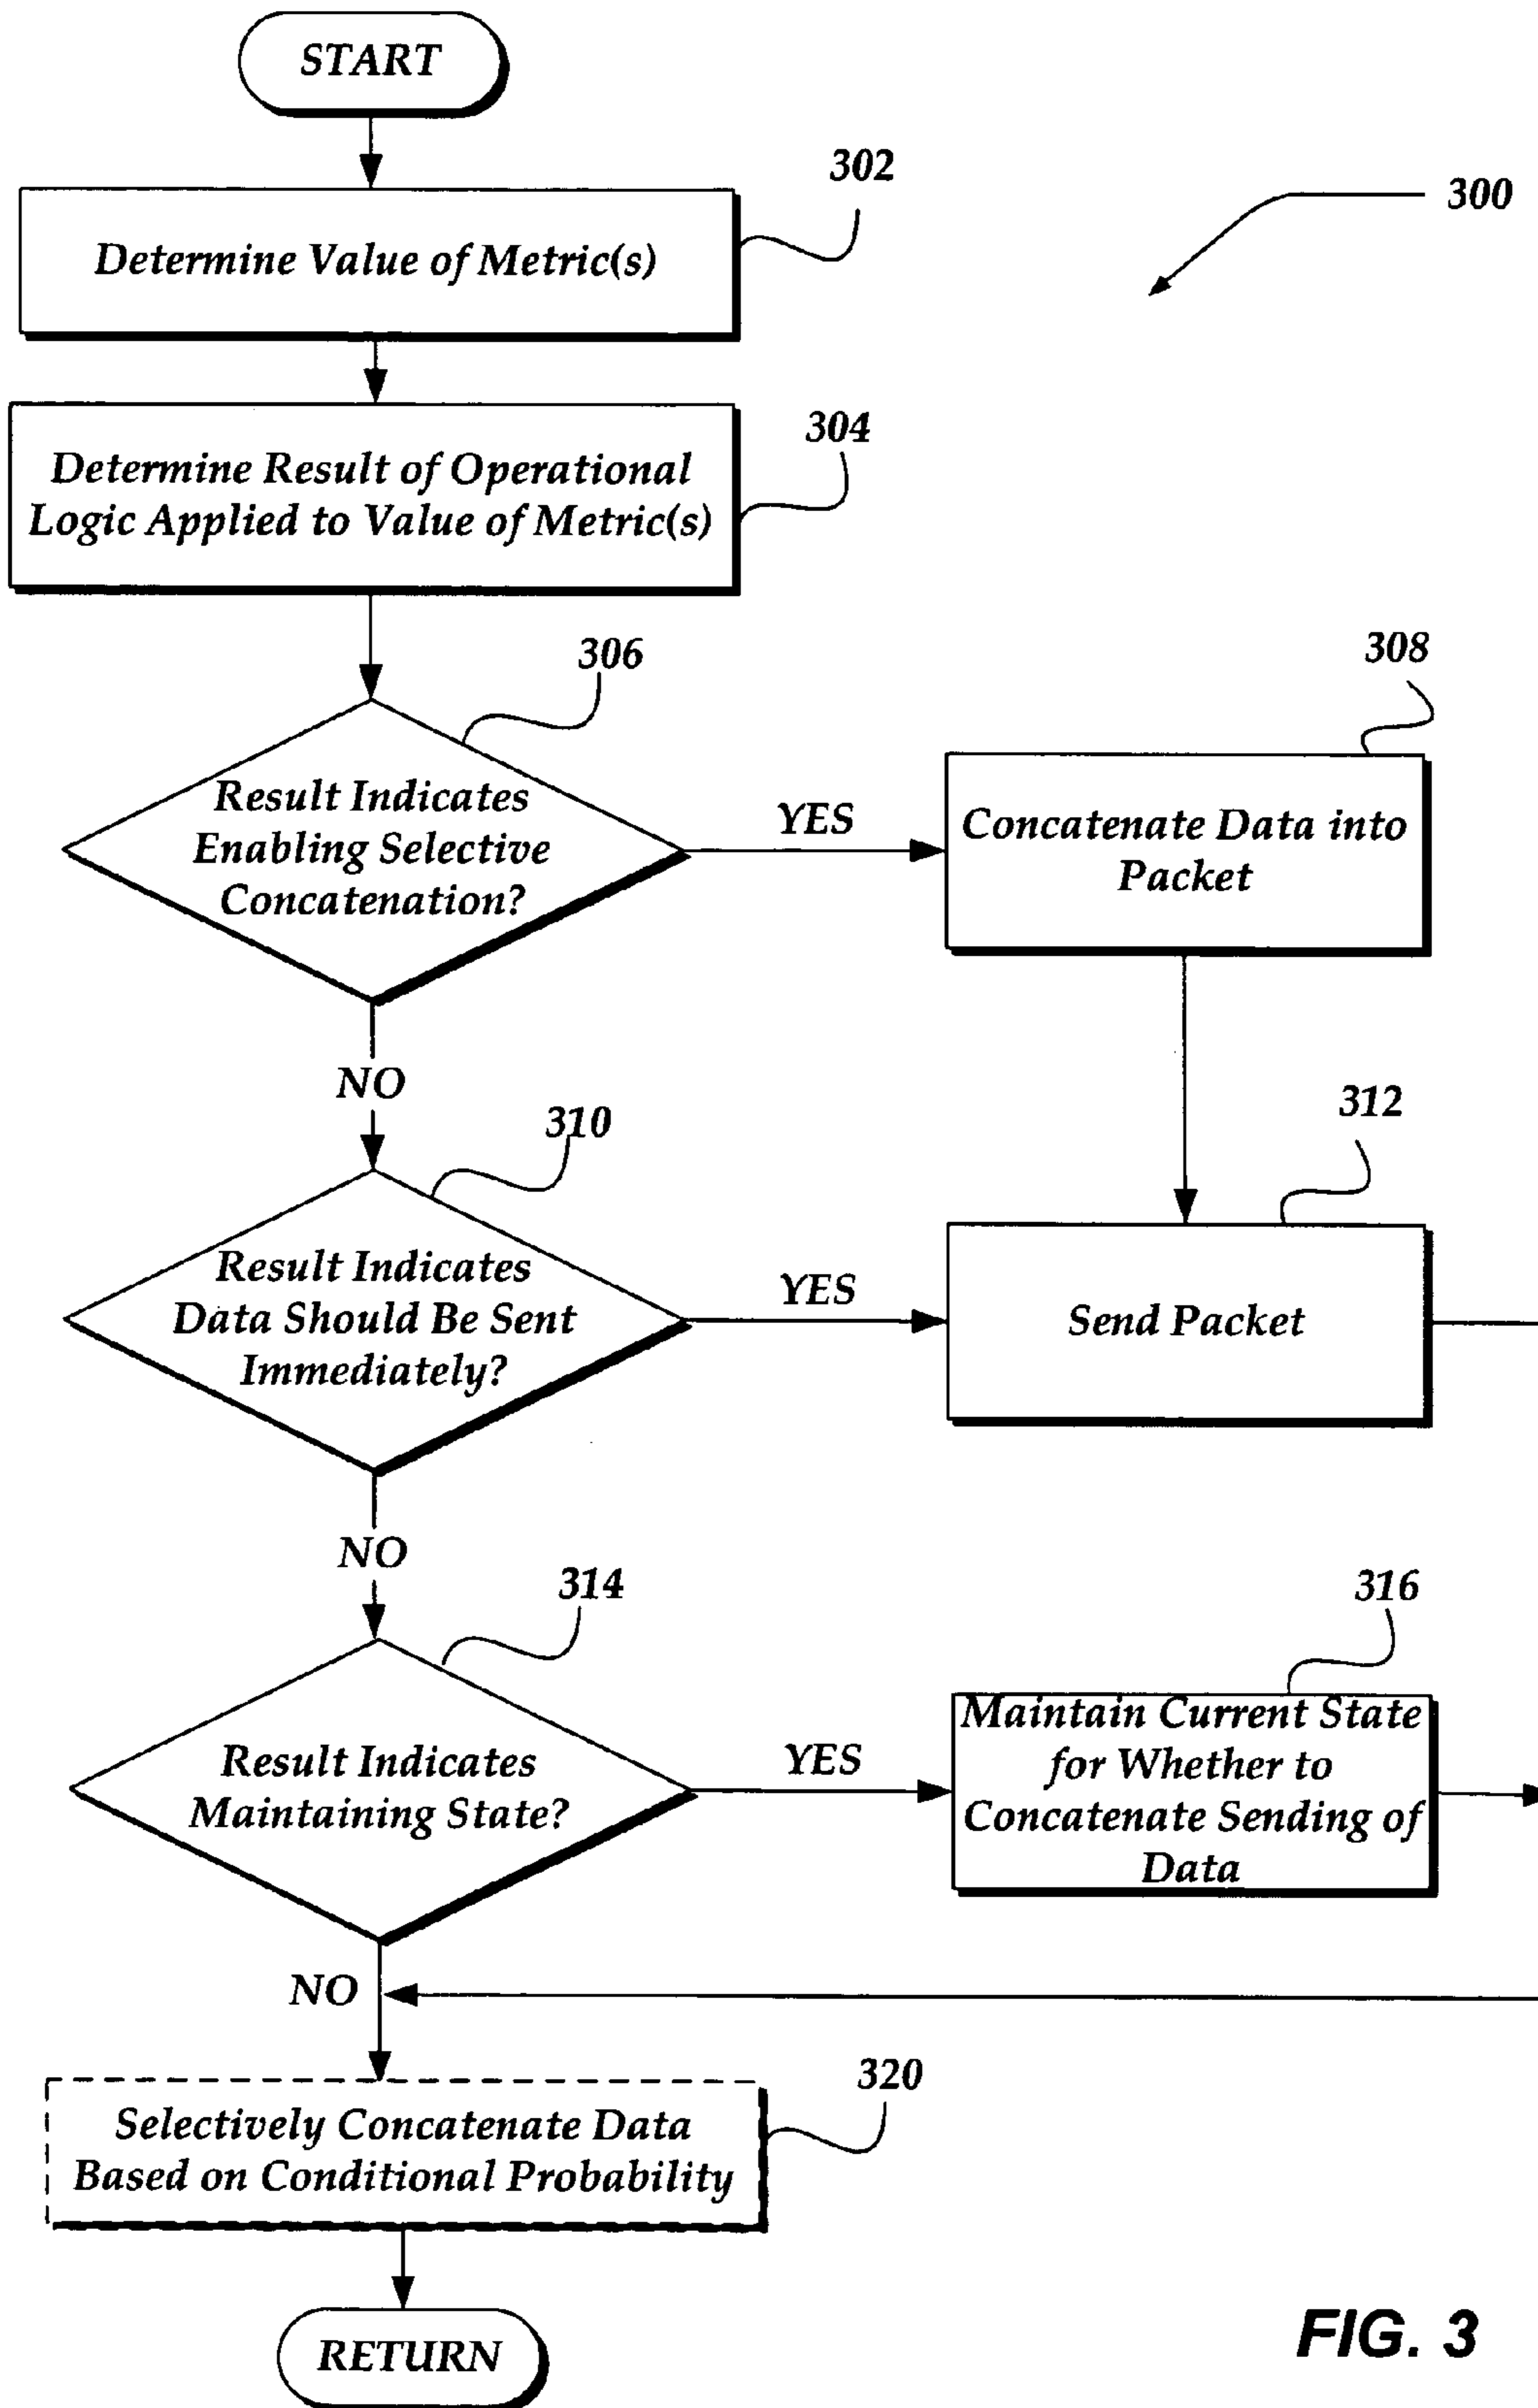 START
302
300
Determine Value of Metric(s)
304
Determine Result of Operational
Logic Applied to Value of Metric(s)
306
308
Result Indicates
Enabling Selective
Concatenation?
YES
Concatenate Data into
Packet
NO
310
312
Result Indicates
Data Should Be Sent
Immediately?
YES
Send Packet
NO
314
316
Result Indicates
Maintaining State?
YES
Maintain Current State
for Whether to
Concatenate Sending of
Data
NO
320
Selectively Concatenate Data
Based on Conditional Probability
RETURN
FIG. 3